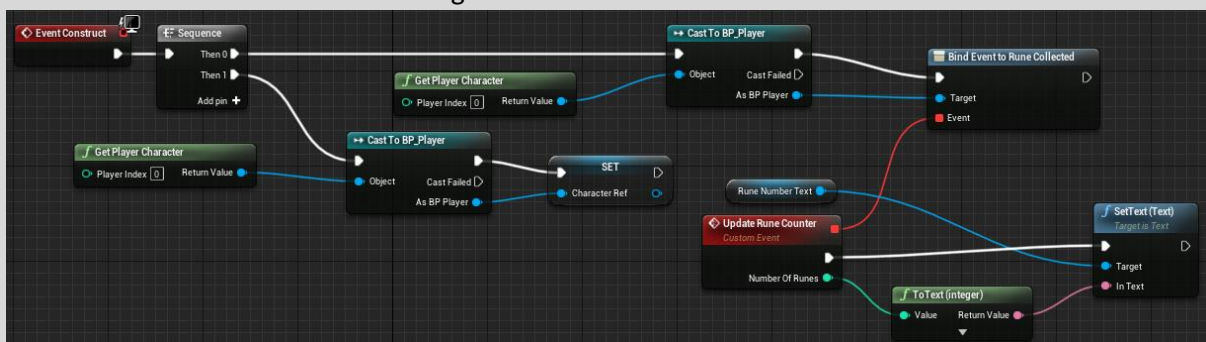 Event Construct
Sequence
Then 0
Then 1
Add pin +
Get Player Character
Player Index 0 Return Value
Cast To BP_Player
Object Cast Failed
As BP Player
Bind Event to Rune Collected
Target
Event
Get Player Character
Player Index 0 Return Value
Cast To BP_Player
Object Cast Failed
As BP Player
SET
Character Ref
Rune Number Text
Update Rune Counter
Custom Event
Number Of Runes
ToText (integer)
Value Return Value
SetText (Text)
Target is Text
Target
In Text